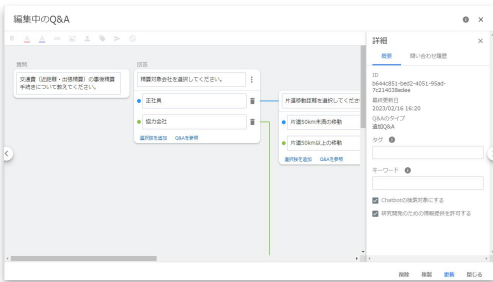 編集中のQ&A
質問
回答
交通費（近距離・出張精算）の事後精算
手続きについて教えてください。
精算対象会社を選択してください。
正社員
協力会社
選択肢を追加 Q&Aを参照
片道移動距離を選択してくださ
片道50km未満の移動
片道50km以上の移動
選択肢を追加 Q&Aを参照
詳細
概要 問い合わせ履歴
ID
b644c851-bed2-4051-95ad-
7c214038edee
最終更新日
2023/02/16 16:20
Q&Aのタイプ
追加Q&A
タグ
キーワード
Chatbotの検索対象にする
研究開発のための情報提供を許可する
削除 複製 更新 閉じる